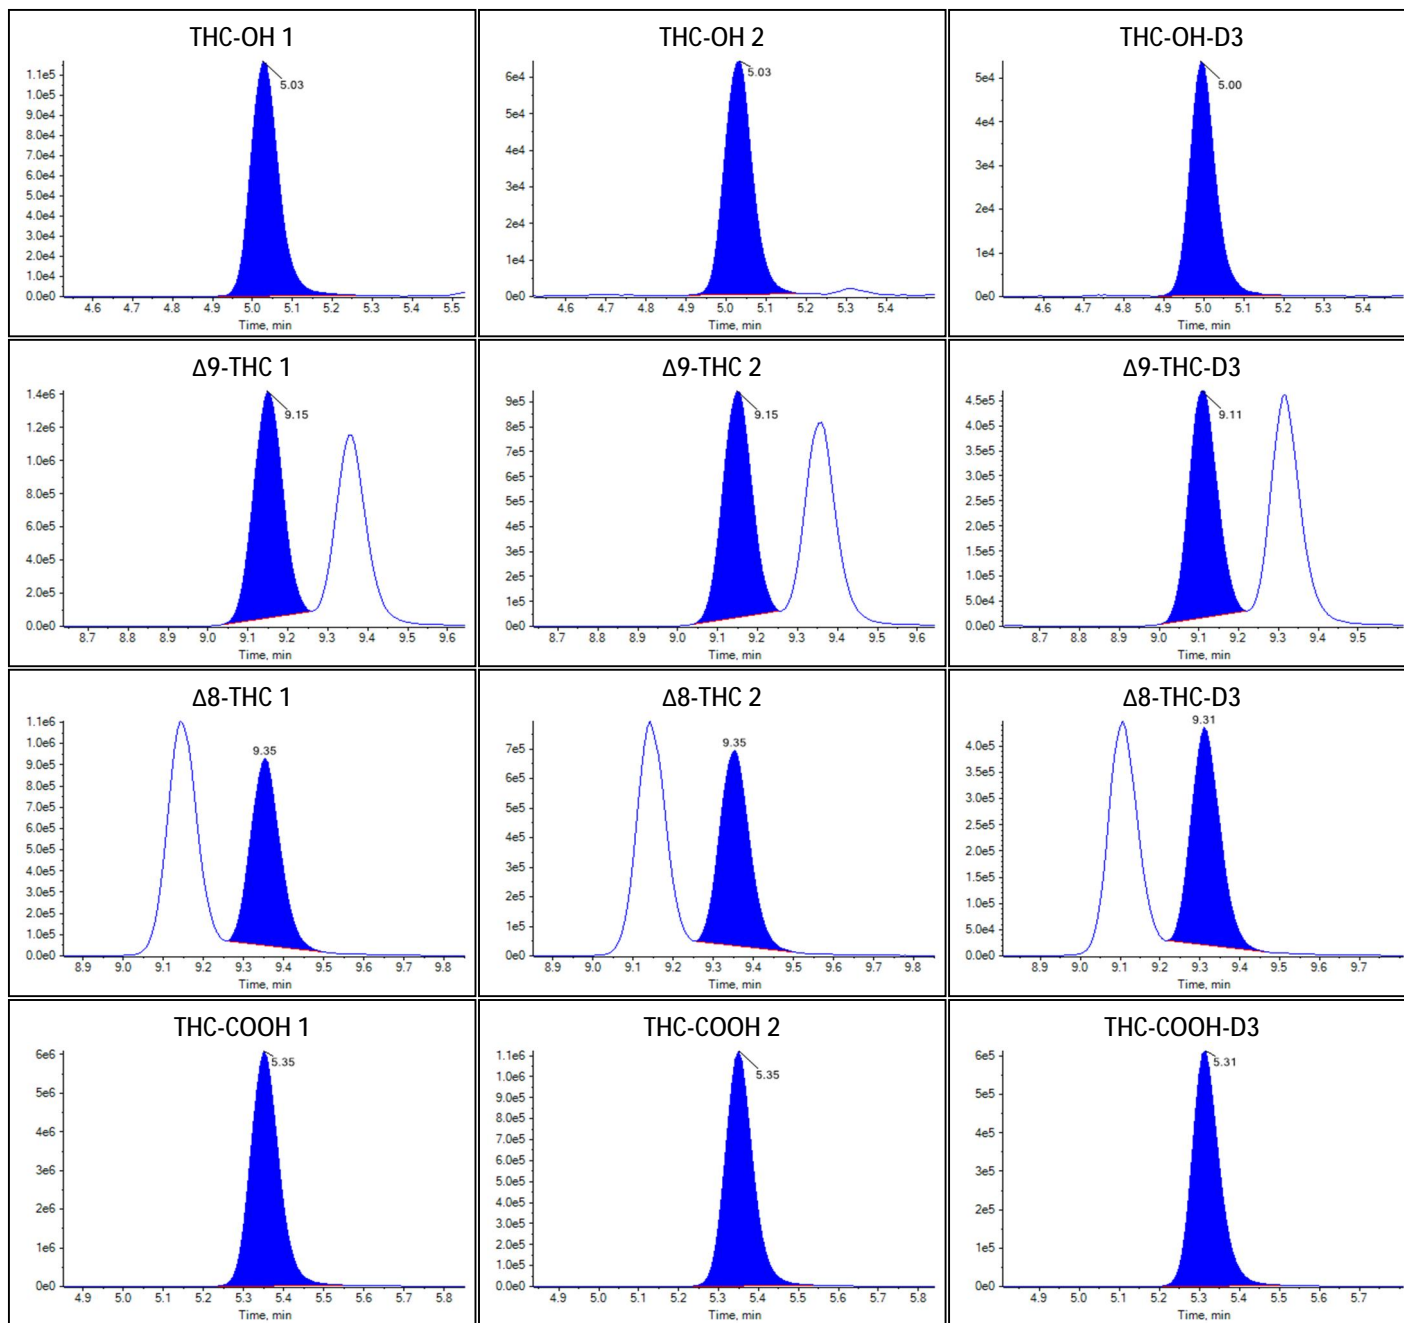 THC-OH 1
1.1e5
1.0e5
9.0e4
8.0e4
7.0e4
6.0e4
5.0e4
4.0e4
3.0e4
2.0e4
1.0e4
0.0e0
5.03
4.6 4.7 4.8 4.9 5.0 5.1 5.2 5.3 5.4 5.5
Time, min
THC-OH 2
6e4
5e4
4e4
3e4
2e4
1e4
0e0
5.03
4.6 4.7 4.8 4.9 5.0 5.1 5.2 5.3 5.4
Time, min
THC-OH-D3
5e4
4e4
3e4
2e4
1e4
0e0
5.00
4.6 4.7 4.8 4.9 5.0 5.1 5.2 5.3 5.4
Time, min
Δ9-THC 1
1.4e6
1.2e6
1.0e6
8.0e5
6.0e5
4.0e5
2.0e5
0.0e0
9.15
8.7 8.8 8.9 9.0 9.1 9.2 9.3 9.4 9.5 9.6
Time, min
Δ9-THC 2
9e5
8e5
7e5
6e5
5e5
4e5
3e5
2e5
1e5
0e0
9.15
8.7 8.8 8.9 9.0 9.1 9.2 9.3 9.4 9.5 9.6
Time, min
Δ9-THC-D3
4.5e5
4.0e5
3.5e5
3.0e5
2.5e5
2.0e5
1.5e5
1.0e5
5.0e4
0.0e0
9.11
8.7 8.8 8.9 9.0 9.1 9.2 9.3 9.4 9.5
Time, min
Δ8-THC 1
1.1e6
1.0e6
9.0e5
8.0e5
7.0e5
6.0e5
5.0e5
4.0e5
3.0e5
2.0e5
1.0e5
0.0e0
9.35
8.9 9.0 9.1 9.2 9.3 9.4 9.5 9.6 9.7 9.8
Time, min
Δ8-THC 2
7e5
6e5
5e5
4e5
3e5
2e5
1e5
0e0
9.35
8.9 9.0 9.1 9.2 9.3 9.4 9.5 9.6 9.7 9.8
Time, min
Δ8-THC-D3
4.0e5
3.5e5
3.0e5
2.5e5
2.0e5
1.5e5
1.0e5
5.0e4
0.0e0
9.31
8.9 9.0 9.1 9.2 9.3 9.4 9.5 9.6 9.7
Time, min
THC-COOH 1
6e6
5e6
4e6
3e6
2e6
1e6
0e0
5.35
4.9 5.0 5.1 5.2 5.3 5.4 5.5 5.6 5.7 5.8
Time, min
THC-COOH 2
1.1e6
1.0e6
9.0e5
8.0e5
7.0e5
6.0e5
5.0e5
4.0e5
3.0e5
2.0e5
1.0e5
0.0e0
5.35
4.9 5.0 5.1 5.2 5.3 5.4 5.5 5.6 5.7 5.8
Time, min
THC-COOH-D3
6e5
5e5
4e5
3e5
2e5
1e5
0e0
5.31
4.9 5.0 5.1 5.2 5.3 5.4 5.5 5.6 5.7
Time, min